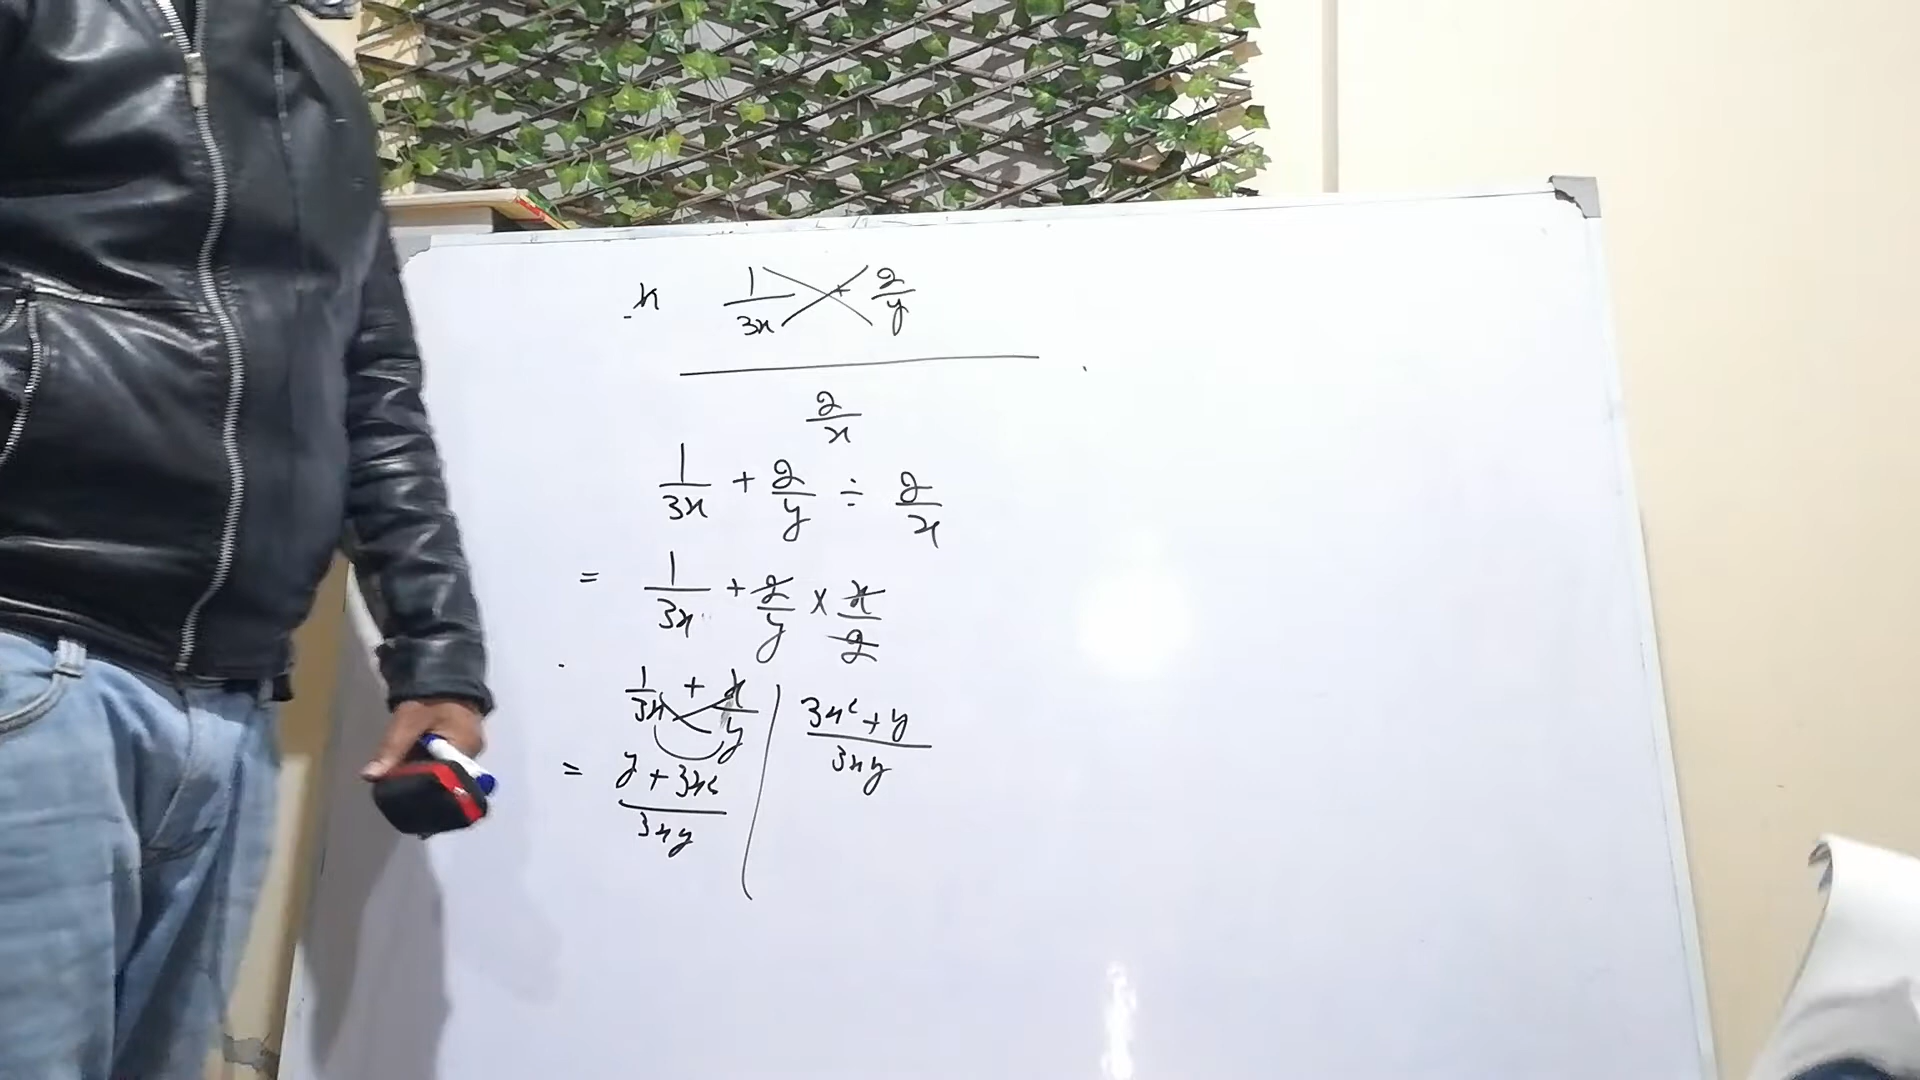 x 1/3x + 2/y
2/x
1/3x + 2/y ÷ 2/x
= 1/3x + 2/y × x/2
1/3x + x/y
= y + 3x²/3xy
3x² + y/3xy